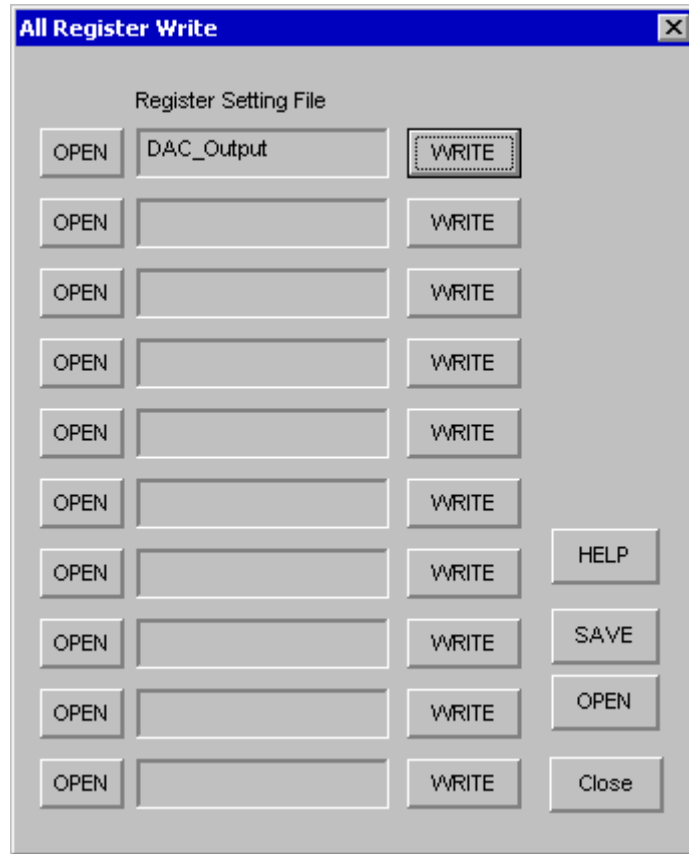 All Register Write
Register Setting File
OPEN DAC_Output WRITE
OPEN WRITE
OPEN WRITE
OPEN WRITE
OPEN WRITE
OPEN WRITE
HELP
OPEN WRITE
OPEN WRITE SAVE
OPEN WRITE OPEN
OPEN WRITE Close